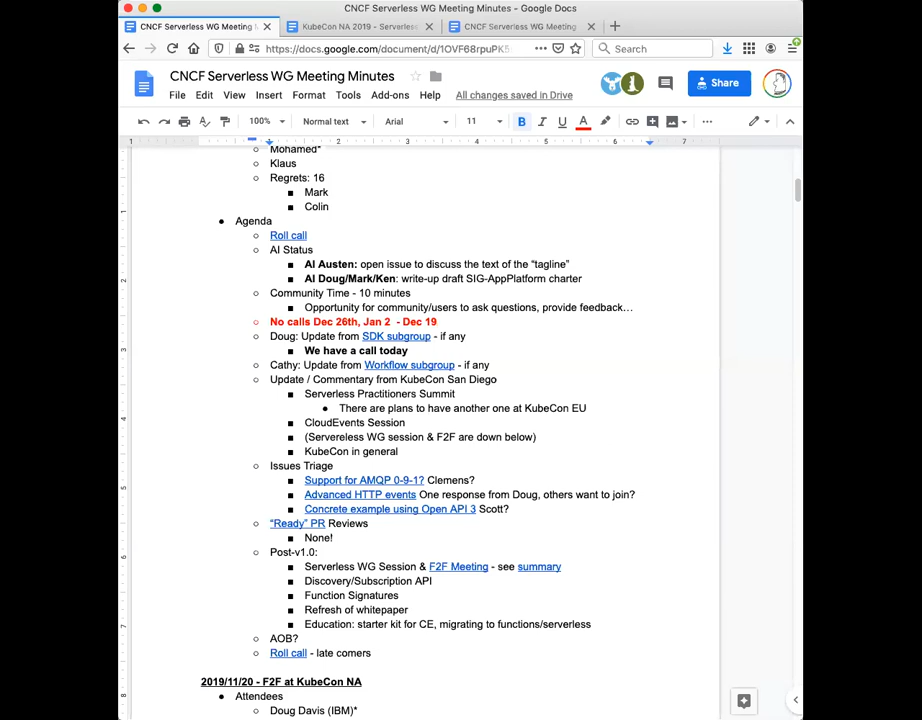 CNCF Serverless WG Meeting Minutes - Google Docs
CNCF Serverless WG Meeting M
KubeCon NA 2019 - Serverless
CNCF Serverless WG Meeting Min
https://docs.google.com/document/d/1OVF68rpuPK5
Search
CNCF Serverless WG Meeting Minutes
File Edit View Insert Format Tools Add-ons Help All changes saved in Drive
Share
100% Normal text Arial 11 B I U A
1 1 2 3 4 5 6 7
Mohamed*
Klaus
Regrets: 16
Mark
Colin
Agenda
Roll call
AI Status
AI Austen: open issue to discuss the text of the “tagline”
AI Doug/Mark/Ken: write-up draft SIG-AppPlatform charter
Community Time - 10 minutes
Opportunity for community/users to ask questions, provide feedback…
No calls Dec 26th, Jan 2 - Dec 19
Doug: Update from SDK subgroup - if any
We have a call today
Cathy: Update from Workflow subgroup - if any
Update / Commentary from KubeCon San Diego
Serverless Practitioners Summit
There are plans to have another one at KubeCon EU
CloudEvents Session
(Servereless WG session & F2F are down below)
KubeCon in general
Issues Triage
Support for AMQP 0-9-1? Clemens?
Advanced HTTP events One response from Doug, others want to join?
Concrete example using Open API 3 Scott?
“Ready” PR Reviews
None!
Post-v1.0:
Serverless WG Session & F2F Meeting - see summary
Discovery/Subscription API
Function Signatures
Refresh of whitepaper
Education: starter kit for CE, migrating to functions/serverless
AOB?
Roll call - late comers
2019/11/20 - F2F at KubeCon NA
Attendees
Doug Davis (IBM)*